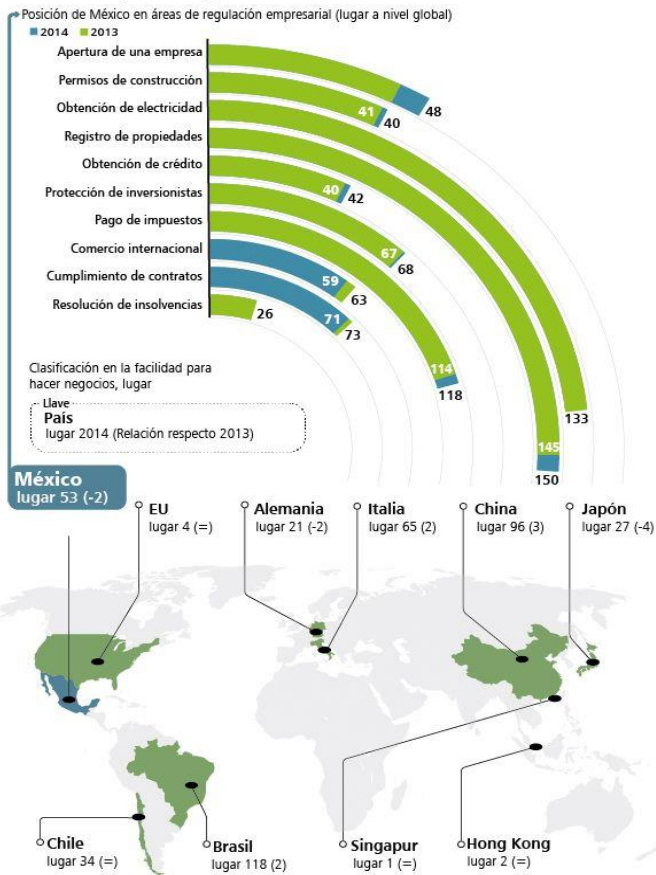 Posición de México en áreas de regulación empresarial (lugar a nivel global)
2014 2013
Apertura de una empresa
48
Permisos de construcción
41
40
Obtención de electricidad
133
Registro de propiedades
145
150
Obtención de crédito
40
42
Protección de inversionistas
67
68
Pago de impuestos
114
118
Comercio internacional
59
63
Cumplimiento de contratos
71
73
Resolución de insolvencias
26
Clasificación en la facilidad para
hacer negocios, lugar
Llave
País
lugar 2014 (Relación respecto 2013)
México
lugar 53 (-2)
EU
lugar 4 (=)
Alemania
lugar 21 (-2)
Italia
lugar 65 (2)
China
lugar 96 (3)
Japón
lugar 27 (-4)
Chile
lugar 34 (=)
Brasil
lugar 118 (2)
Singapur
lugar 1 (=)
Hong Kong
lugar 2 (=)